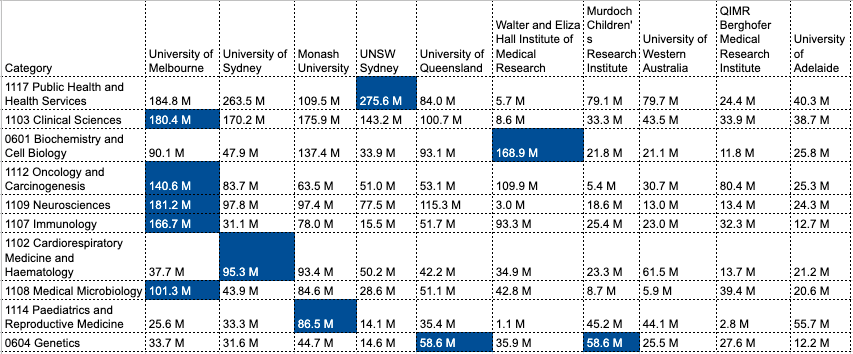 Category University of Melbourne University of Sydney Monash University UNSW Sydney University of Queensland Walter and Eliza Hall Institute of Medical Research Murdoch Children's Research Institute University of Western Australia QIMR Berghofer Medical Research Institute University of Adelaide
1117 Public Health and Health Services 184.8 M 263.5 M 109.5 M 275.6 M 84.0 M 5.7 M 79.1 M 79.7 M 24.4 M 40.3 M
1103 Clinical Sciences 180.4 M 170.2 M 175.9 M 143.2 M 100.7 M 8.6 M 33.3 M 43.5 M 33.9 M 38.7 M
0601 Biochemistry and Cell Biology 90.1 M 47.9 M 137.4 M 33.9 M 93.1 M 168.9 M 21.8 M 21.1 M 11.8 M 25.8 M
1112 Oncology and Carcinogenesis 140.6 M 83.7 M 63.5 M 51.0 M 53.1 M 109.9 M 5.4 M 30.7 M 80.4 M 25.3 M
1109 Neurosciences 181.2 M 97.8 M 97.4 M 77.5 M 115.3 M 3.0 M 18.6 M 13.0 M 13.4 M 24.3 M
1107 Immunology 166.7 M 31.1 M 78.0 M 15.5 M 51.7 M 93.3 M 25.4 M 23.0 M 32.3 M 12.7 M
1102 Cardiorespiratory Medicine and Haematology 37.7 M 95.3 M 93.4 M 50.2 M 42.2 M 34.9 M 23.3 M 61.5 M 13.7 M 21.2 M
1108 Medical Microbiology 101.3 M 43.9 M 84.6 M 28.6 M 51.1 M 42.8 M 8.7 M 5.9 M 39.4 M 20.6 M
1114 Paediatrics and Reproductive Medicine 25.6 M 33.3 M 86.5 M 14.1 M 35.4 M 1.1 M 45.2 M 44.1 M 2.8 M 55.7 M
0604 Genetics 33.7 M 31.6 M 44.7 M 14.6 M 58.6 M 35.9 M 58.6 M 25.5 M 27.6 M 12.2 M